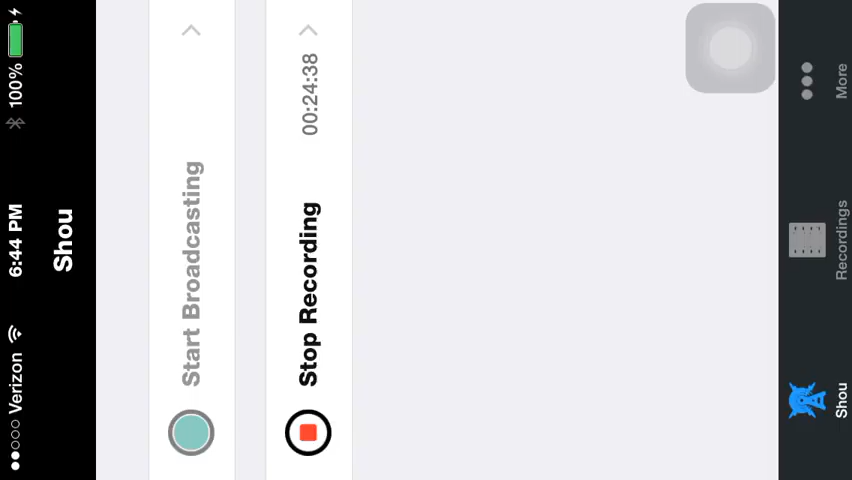 Verizon 6:44 PM 100%
Shou
Start Broadcasting
Stop Recording 00:24:38
Shou Recordings More